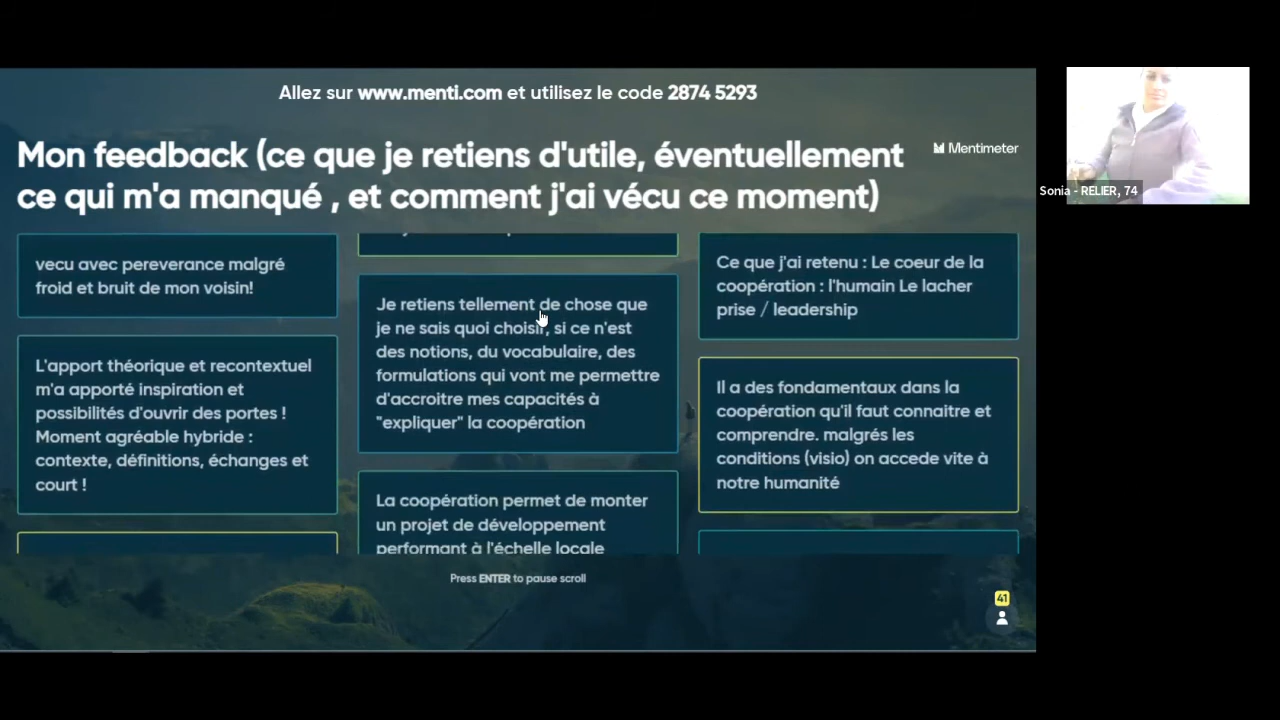 Allez sur www.menti.com et utilisez le code 2874 5293
Mon feedback (ce que je retiens d'utile, éventuellement
ce qui m'a manqué , et comment j'ai vécu ce moment)
Mentimeter
Sonia - RELIER, 74
vecu avec pereverance malgré
froid et bruit de mon voisin!
L'apport théorique et recontextuel
m'a apporté inspiration et
possibilités d'ouvrir des portes !
Moment agréable hybride :
contexte, définitions, échanges et
court !
Je retiens tellement de chose que
je ne sais quoi choisir, si ce n'est
des notions, du vocabulaire, des
formulations qui vont me permettre
d'accroitre mes capacités à
"expliquer" la coopération
La coopération permet de monter
un projet de développement
performant à l'échelle locale
Ce que j'ai retenu : Le coeur de la
coopération : l'humain Le lacher
prise / leadership
Il a des fondamentaux dans la
coopération qu'il faut connaitre et
comprendre. malgrés les
conditions (visio) on accede vite à
notre humanité
Press ENTER to pause scroll
41